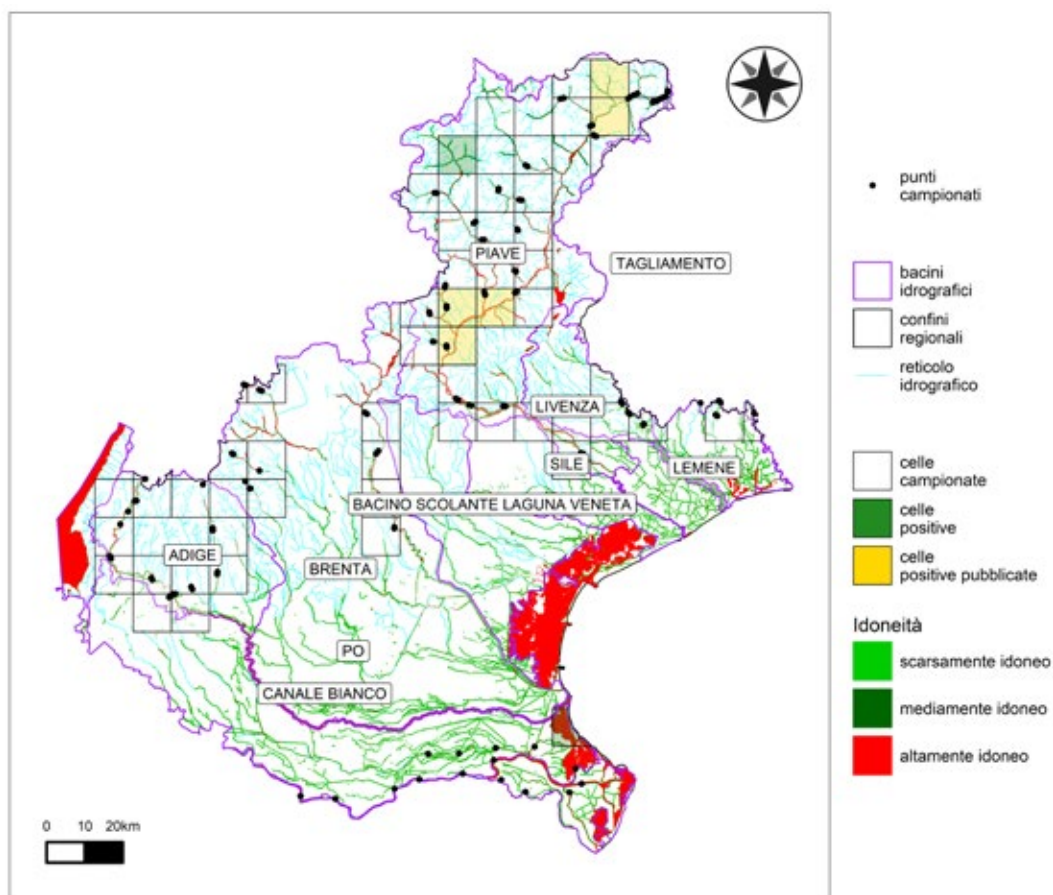 PIAVE
TAGLIAMENTO
LIVENZA
SILE
LEMENE
BACINO SCOLANTE LAGUNA VENETA
ADIGE
BRENTA
PO
CANALE BIANCO
0 10 20km
punti
campionati
bacini
idrografici
confini
regionali
reticolo
idrografico
celle
campionate
celle
positive
celle
positive pubblicate
Idoneità
scarsamente idoneo
mediamente idoneo
altamente idoneo